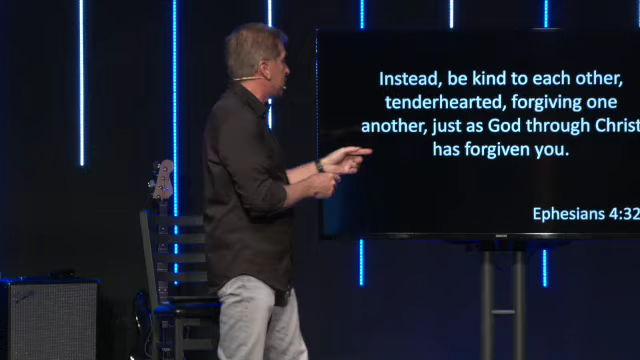 Instead, be kind to each other,
tenderhearted, forgiving one
another, just as God through Christ
has forgiven you.
Ephesians 4:32